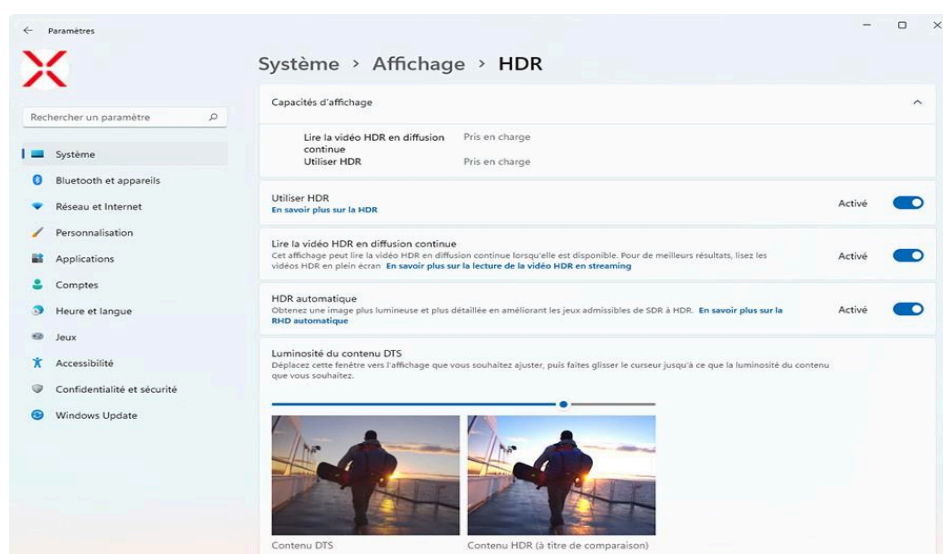 Paramètres
Système > Affichage > HDR
Rechercher un paramètre
Système
Bluetooth et appareils
Réseau et Internet
Personnalisation
Applications
Comptes
Heure et langue
Jeux
Accessibilité
Confidentialité et sécurité
Windows Update
Capacités d'affichage
Lire la vidéo HDR en diffusion continue
Pris en charge
Utiliser HDR
Pris en charge
Utiliser HDR
En savoir plus sur la HDR
Activé
Lire la vidéo HDR en diffusion continue
Cet affichage peut lire la vidéo HDR en diffusion continue lorsqu'elle est disponible. Pour de meilleurs résultats, lisez les
vidéos HDR en plein écran En savoir plus sur la lecture de la vidéo HDR en streaming
Activé
HDR automatique
Obtenez une image plus lumineuse et plus détaillée en améliorant les jeux admissibles de SDR à HDR. En savoir plus sur la
RHD automatique
Activé
Luminosité du contenu DTS
Déplacez cette fenêtre vers l'affichage que vous souhaitez ajuster, puis faites glisser le curseur jusqu'à ce que la luminosité du contenu
que vous souhaitez.
Contenu DTS
Contenu HDR (à titre de comparaison)